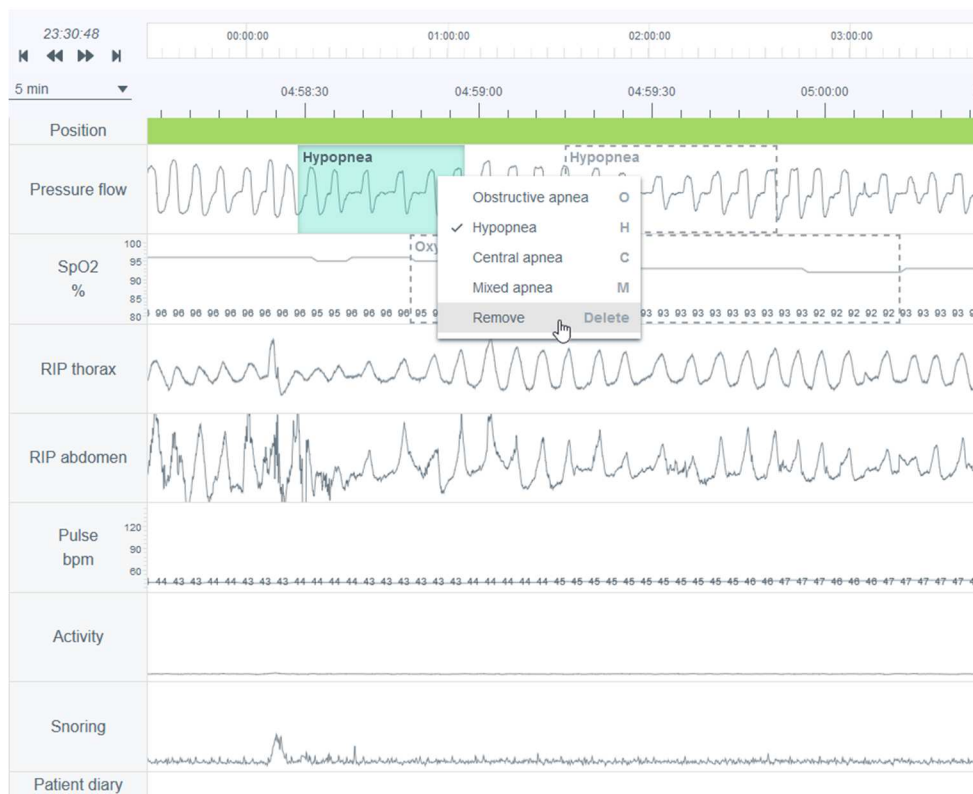 23:30:48
00:00:00 01:00:00 02:00:00 03:00:00
5 min
04:58:30 04:59:00 04:59:30 05:00:00
Position
Pressure flow
Hypopnea
Hypopnea
Obstructive apnea O
Hypopnea H
Central apnea C
Mixed apnea M
Remove Delete
SpO2
%
100
95
90
85
80
Oxy
RIP thorax
RIP abdomen
Pulse
bpm
120
90
60
Activity
Snoring
Patient diary